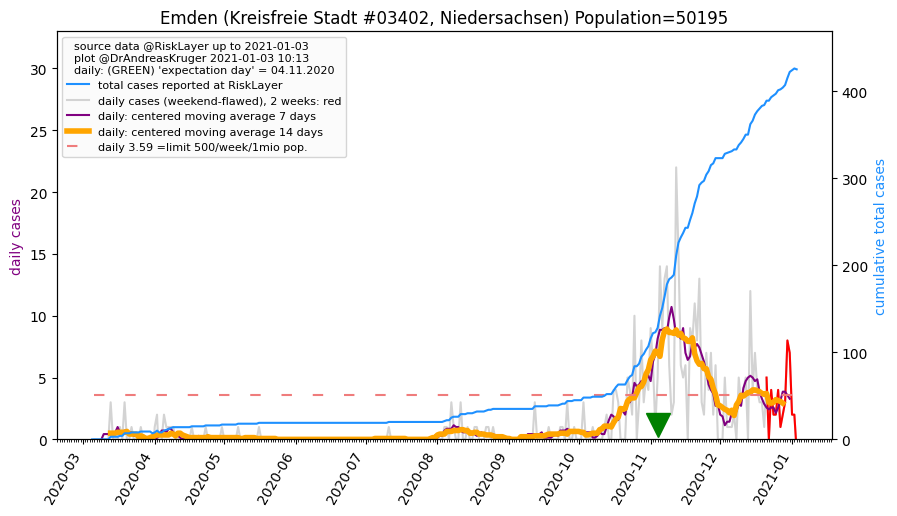 Emden (Kreisfreie Stadt #03402, Niedersachsen) Population=50195
source data @RiskLayer up to 2021-01-03
plot @DrAndreasKruger 2021-01-03 10:13
daily: (GREEN) 'expectation day' = 04.11.2020
total cases reported at RiskLayer
daily cases (weekend-flawed), 2 weeks: red
daily: centered moving average 7 days
daily: centered moving average 14 days
daily 3.59 =limit 500/week/1mio pop.
daily cases
30
25
20
15
10
5
0
cumulative total cases
400
300
200
100
0
2020-03
2020-04
2020-05
2020-06
2020-07
2020-08
2020-09
2020-10
2020-11
2020-12
2021-01